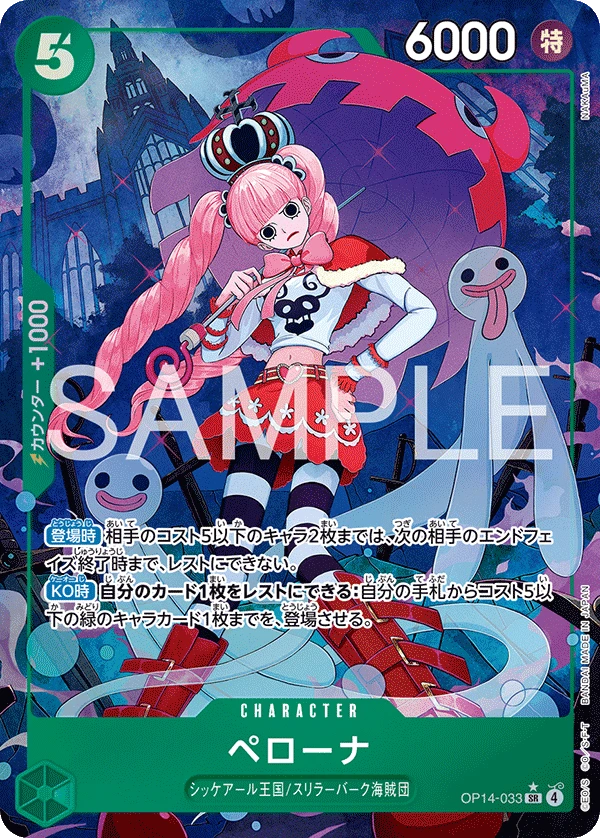 5
6000
特
NAKAuMA
カウンター +1000
SAMPLE
登場時 相手のコスト5以下のキャラ2枚までは、次の相手のエンドフェ
イズ終了時まで、レストにできない。
KO時 自分のカード1枚をレストにできる:自分の手札からコスト5以
下の緑のキャラカード1枚までを、登場させる。
CHARACTER
ペローナ
シッケアール王国/スリラーバーク海賊団
OP14-033 SR 4
©E.O/S. ©O/S・F・T BANDAI MADE IN JAPAN